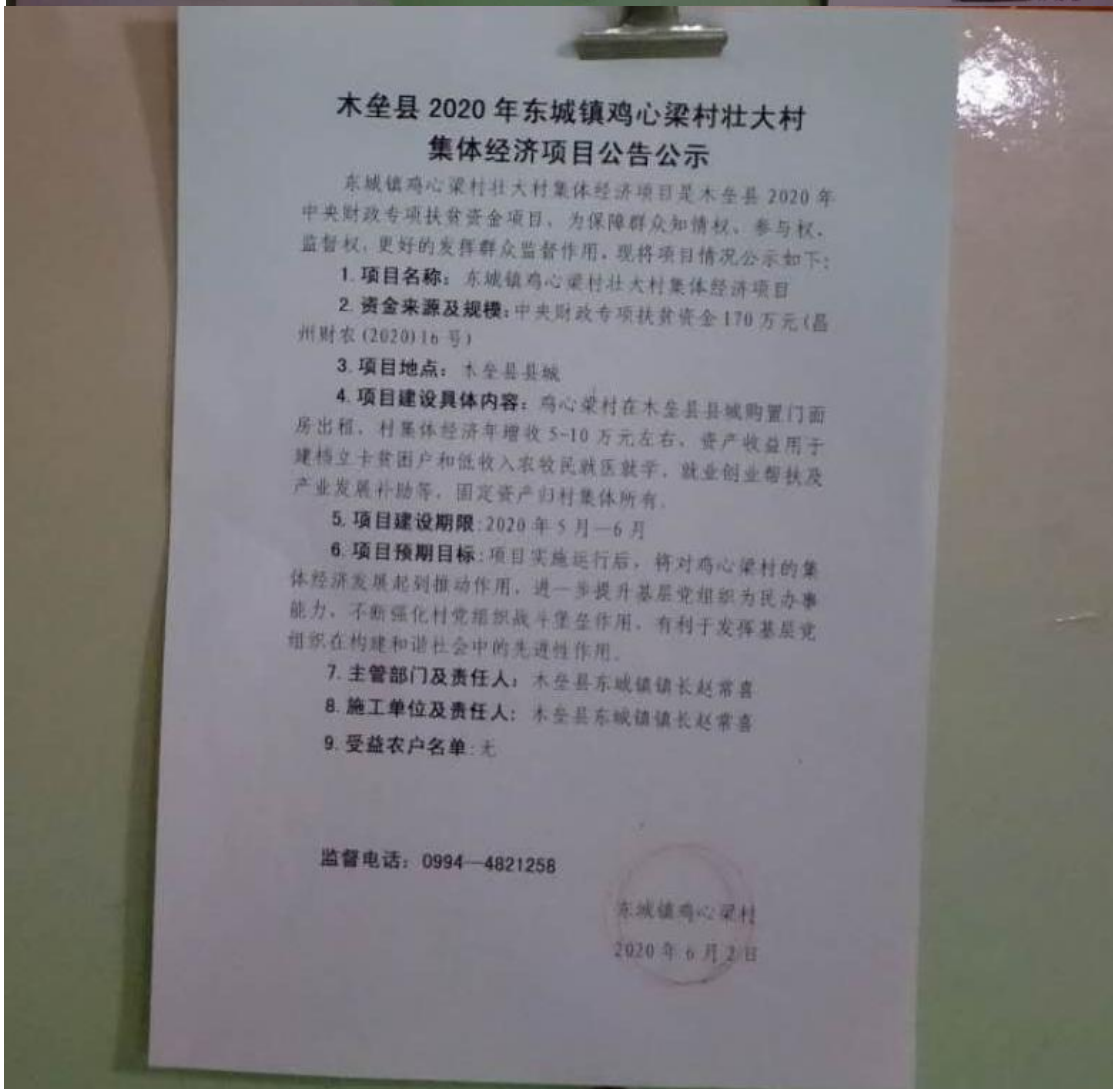 木垒县 2020 年东城镇鸡心梁村壮大村
集体经济项目公告公示
东城镇鸡心梁村壮大村集体经济项目是木垒县 2020 年
中央财政专项扶贫资金项目，为保障群众知情权、参与权、
监督权，更好的发挥群众监督作用，现将项目情况公示如下：
1. 项目名称：东城镇鸡心梁村壮大村集体经济项目
2. 资金来源及规模：中央财政专项扶贫资金 170 万元（昌
州财农(2020)16 号）
3. 项目地点：木垒县县城
4. 项目建设具体内容：鸡心梁村在木垒县县城购置门面
房出租，村集体经济年增收 5-10 万元左右，资产收益用于
建档立卡贫困户和低收入农牧民就医就学、就业创业帮扶及
产业发展补助等，固定资产归村集体所有。
5. 项目建设期限:2020 年 5 月—6 月
6. 项目预期目标:项目实施运行后，将对鸡心梁村的集
体经济发展起到推动作用，进一步提升基层党组织为民办事
能力，不断强化村党组织战斗堡垒作用，有利于发挥基层党
组织在构建和谐社会中的先进性作用。
7. 主管部门及责任人：木垒县东城镇镇长赵常喜
8. 施工单位及责任人：木垒县东城镇镇长赵常喜
9. 受益农户名单:无
监督电话：0994—4821258
东城镇鸡心梁村
2020 年 6 月 2 日